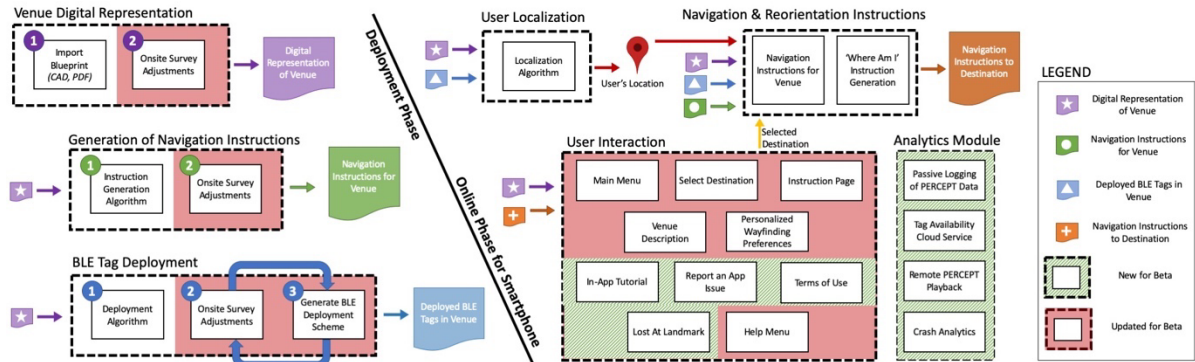 Venue Digital Representation
1
Import
Blueprint
(CAD, PDF)
2
Onsite Survey
Adjustments
Digital
Representation
of Venue
Generation of Navigation Instructions
1
Instruction
Generation
Algorithm
2
Onsite Survey
Adjustments
Navigation
Instructions for
Venue
BLE Tag Deployment
1
Deployment
Algorithm
2
Onsite Survey
Adjustments
3
Generate BLE
Deployment
Scheme
Deployed BLE
Tags in Venue
Deployment Phase
Online Phase for Smartphone
User Localization
Localization
Algorithm
User's Location
Navigation & Reorientation Instructions
Navigation
Instructions for
Venue
'Where Am I'
Instruction
Generation
Navigation
Instructions to
Destination
Selected
Destination
User Interaction
Main Menu
Select Destination
Instruction Page
Venue
Description
Personalized
Wayfinding
Preferences
In-App Tutorial
Report an App
Issue
Terms of Use
Lost At Landmark
Help Menu
Analytics Module
Passive Logging
of PERCEPT Data
Tag Availability
Cloud Service
Remote PERCEPT
Playback
Crash Analytics
LEGEND
Digital Representation
of Venue
Navigation Instructions
for Venue
Deployed BLE Tags in
Venue
Navigation Instructions
to Destination
New for Beta
Updated for Beta